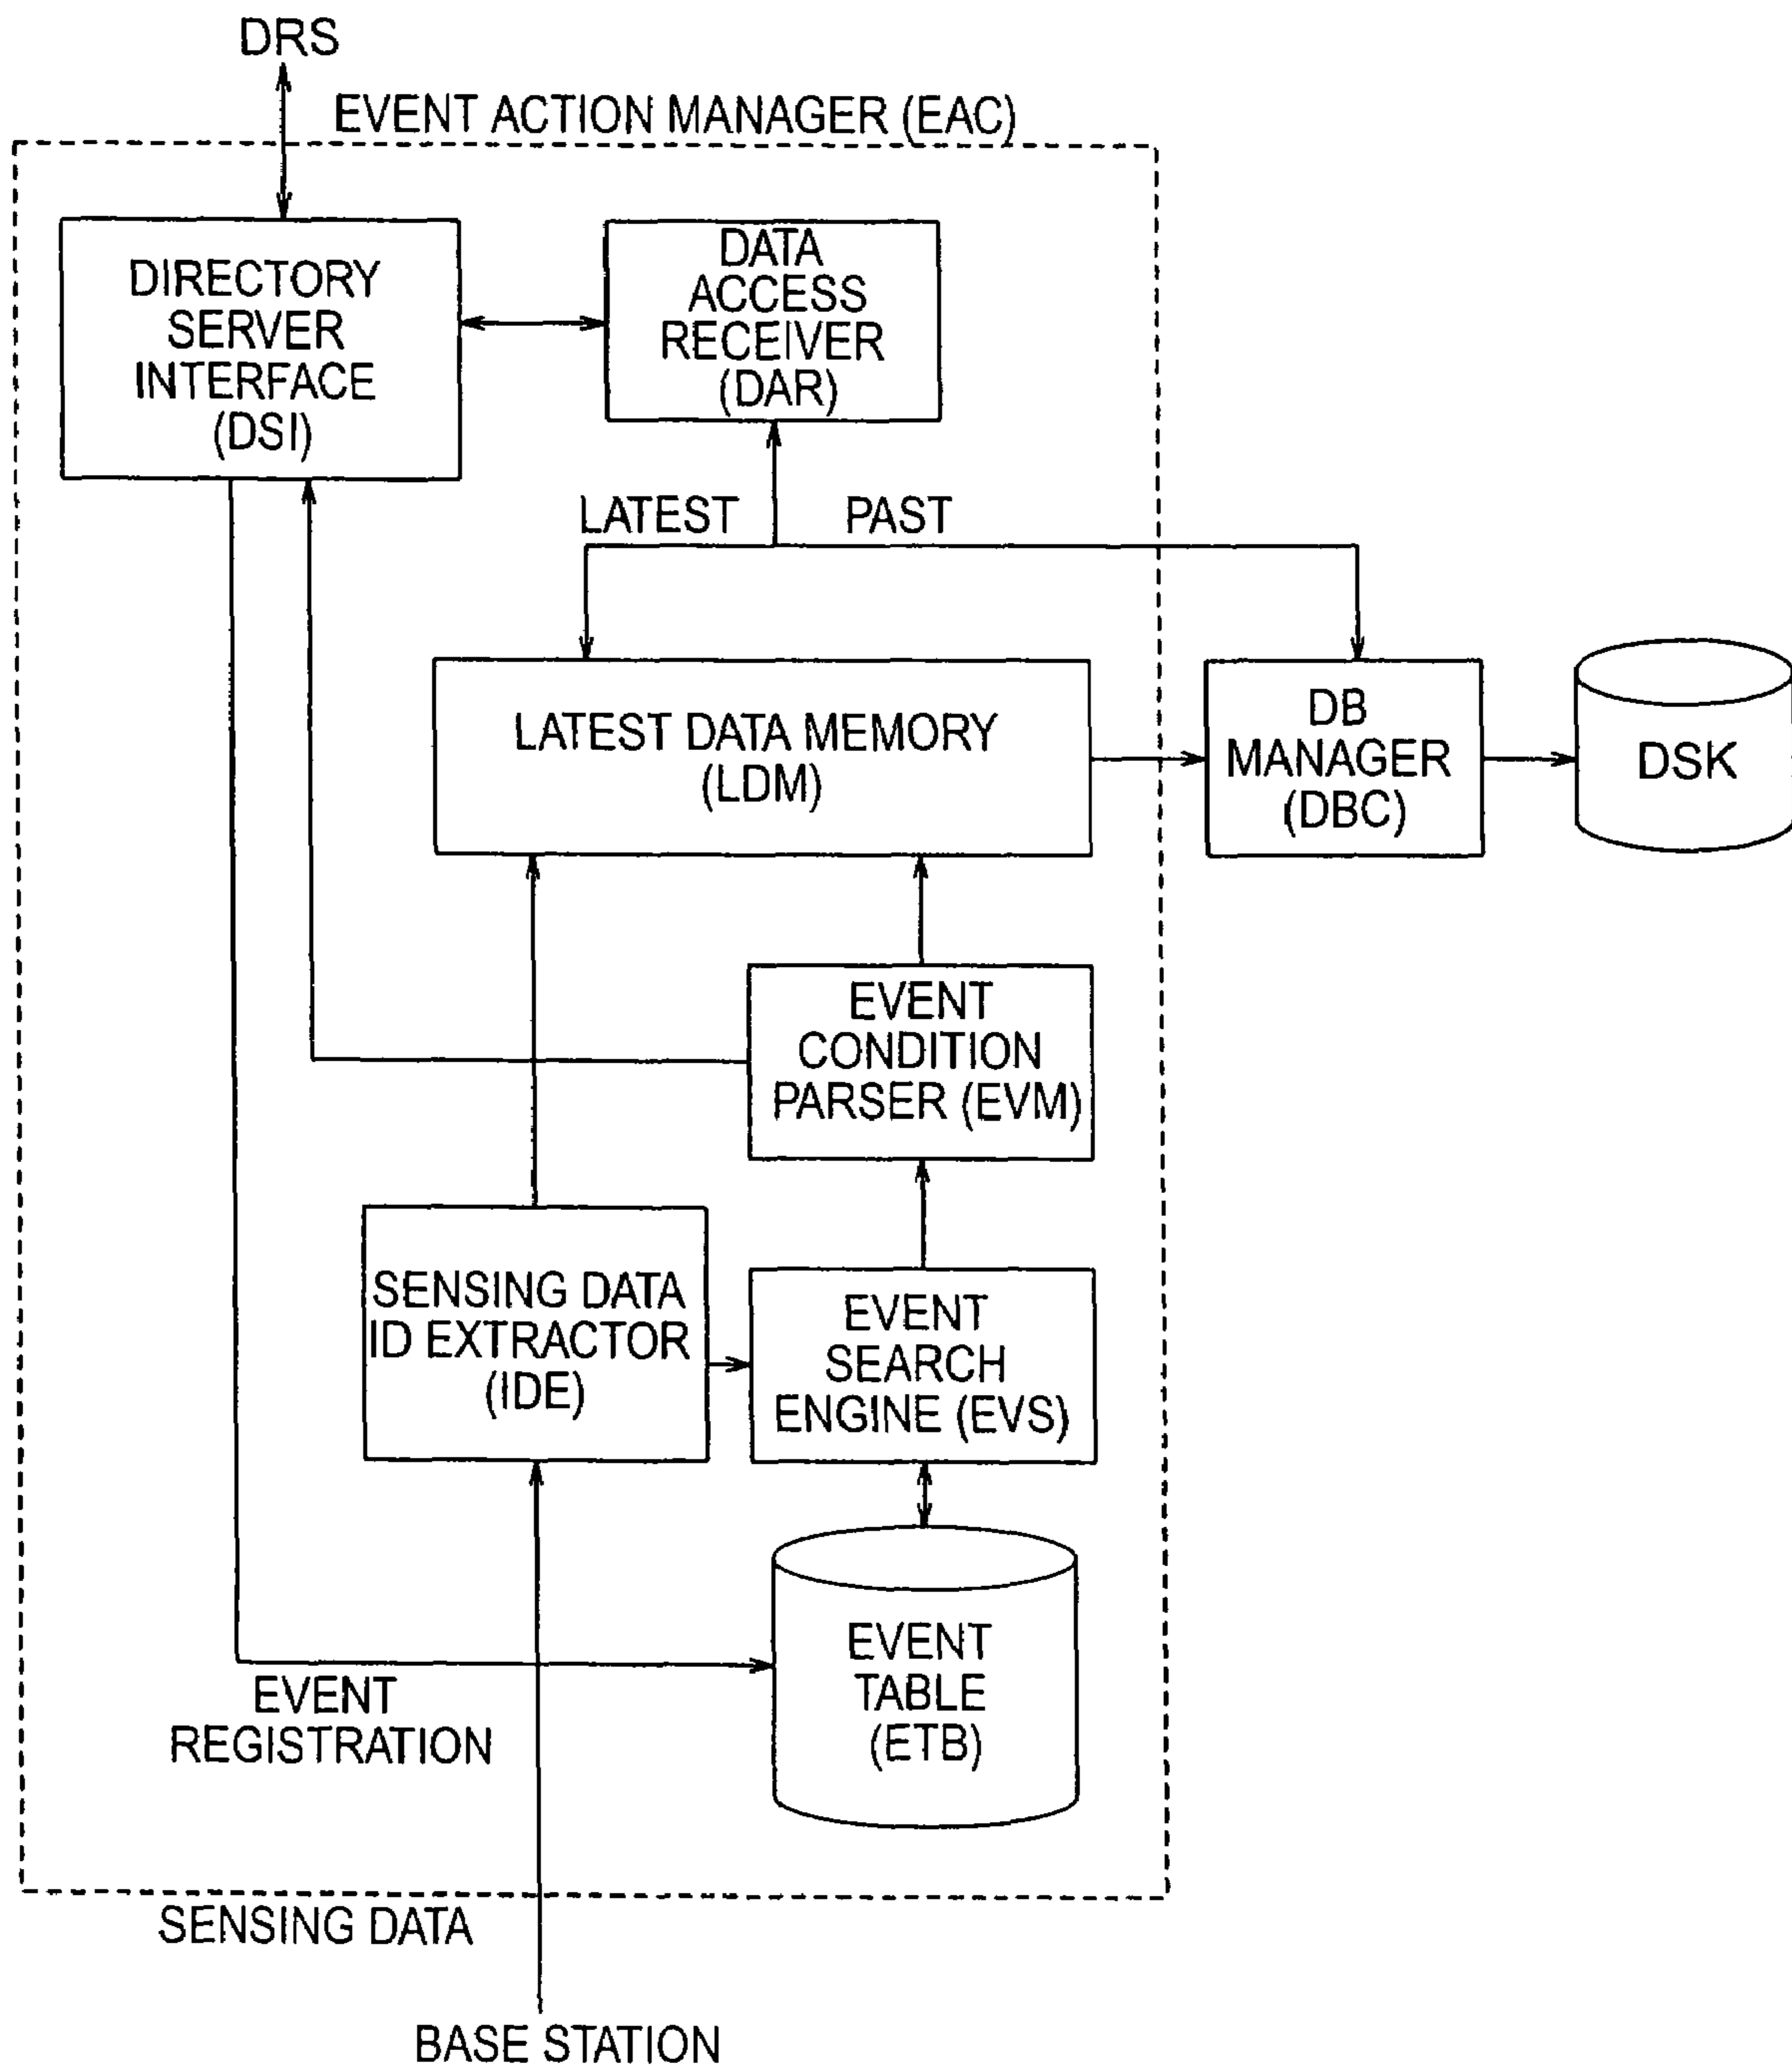 DRS
EVENT ACTION MANAGER (EAC)
DIRECTORY
SERVER
INTERFACE
(DSI)
DATA
ACCESS
RECEIVER
(DAR)
LATEST
PAST
LATEST DATA MEMORY
(LDM)
DB
MANAGER
(DBC)
DSK
EVENT
CONDITION
PARSER (EVM)
SENSING DATA
ID EXTRACTOR
(IDE)
EVENT
SEARCH
ENGINE (EVS)
EVENT
REGISTRATION
EVENT
TABLE
(ETB)
SENSING DATA
BASE STATION